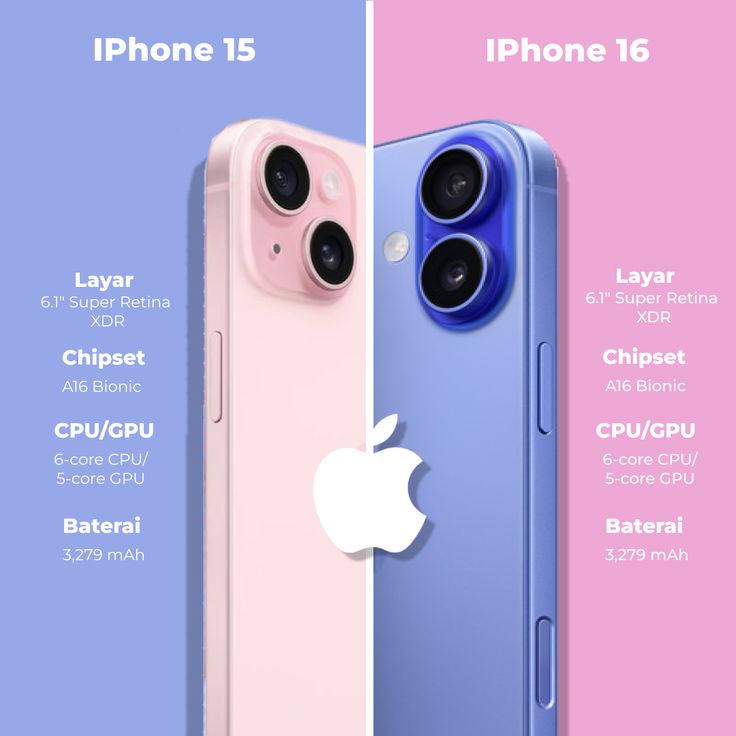 IPhone 15
Layar
6.1" Super Retina
XDR
Chipset
A16 Bionic
CPU/GPU
6-core CPU/
5-core GPU
Baterai
3,279 mAh
IPhone 16
Layar
6.1" Super Retina
XDR
Chipset
A16 Bionic
CPU/GPU
6-core CPU/
5-core GPU
Baterai
3,279 mAh